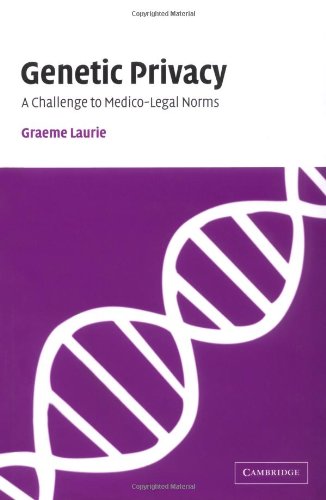 Copyrighted Material
Genetic Privacy
A Challenge to Medico-Legal Norms
Graeme Laurie
CAMBRIDGE
Copyrighted Material